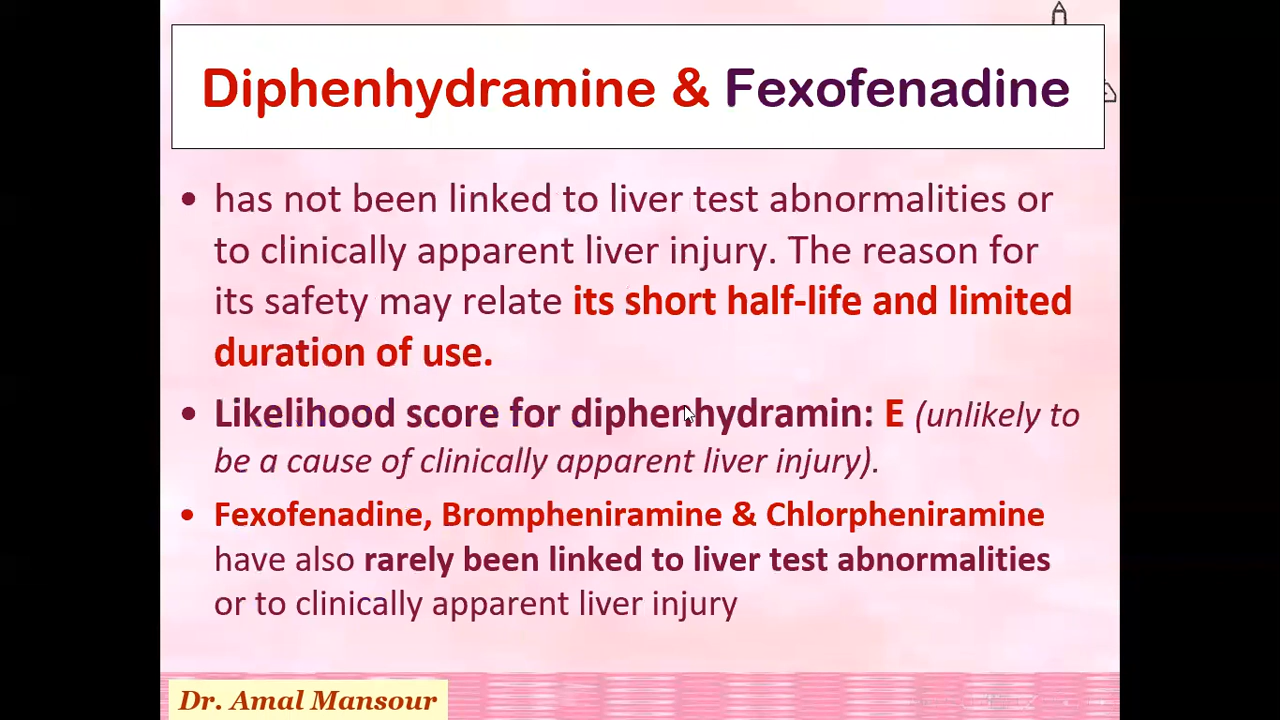 Diphenhydramine & Fexofenadine
• has not been linked to liver test abnormalities or
to clinically apparent liver injury. The reason for
its safety may relate its short half-life and limited
duration of use.
• Likelihood score for diphenhydramin: E (unlikely to
be a cause of clinically apparent liver injury).
• Fexofenadine, Brompheniramine & Chlorpheniramine
have also rarely been linked to liver test abnormalities
or to clinically apparent liver injury
Dr. Amal Mansour